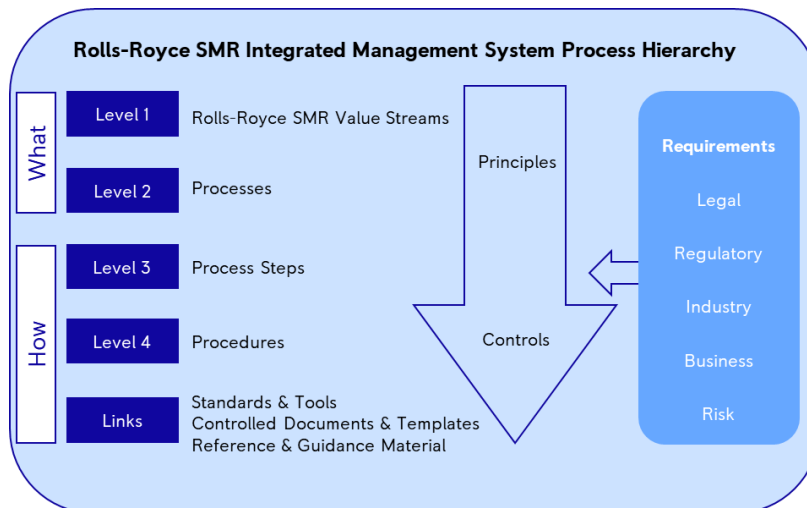 Rolls-Royce SMR Integrated Management System Process Hierarchy
What
Level 1
Rolls-Royce SMR Value Streams
Level 2
Processes
How
Level 3
Process Steps
Level 4
Procedures
Links
Standards & Tools
Controlled Documents & Templates
Reference & Guidance Material
Principles
Controls
Requirements
Legal
Regulatory
Industry
Business
Risk